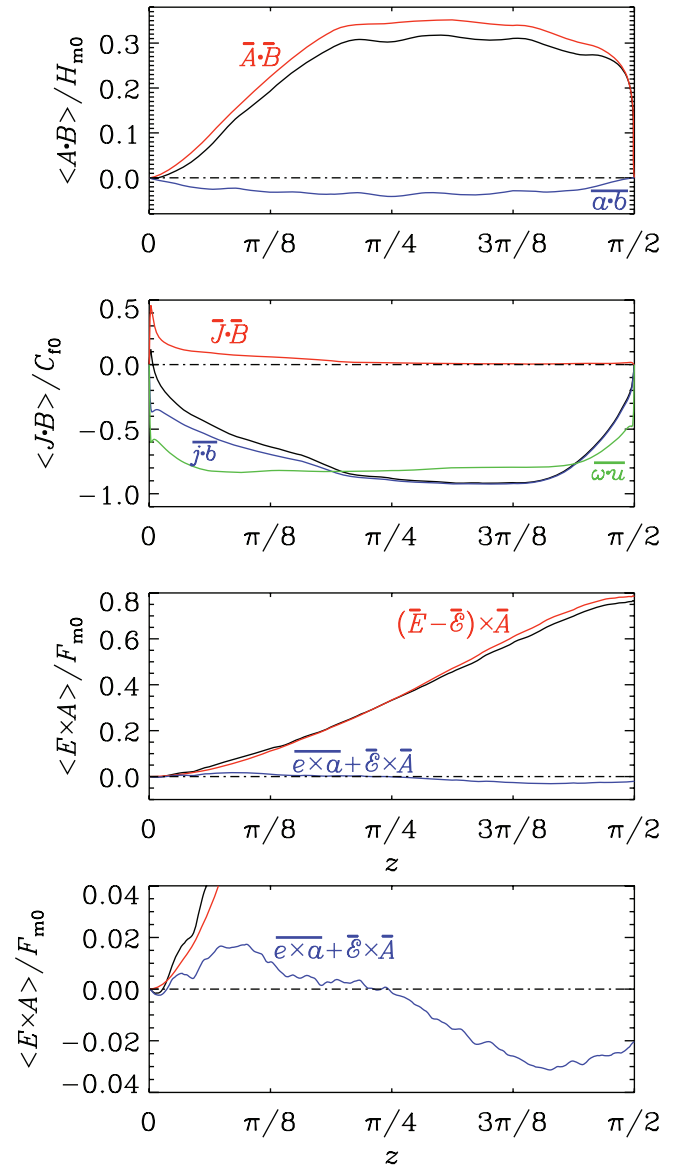 <A•B>/H_m0
0.3
0.2
0.1
0.0
A̅•B̅
a•b
0 π/8 π/4 3π/8 π/2
<J•B>/C_f0
0.5
0.0
−0.5
−1.0
J̅•B̅
j•b
ω•u
0 π/8 π/4 3π/8 π/2
<E×A>/F_m0
0.8
0.6
0.4
0.2
0.0
(E̅−ℰ̅)×A̅
e×a+ℰ̅×A̅
0 π/8 π/4 3π/8 π/2
z
<E×A>/F_m0
0.04
0.02
0.00
−0.02
−0.04
e×a+ℰ̅×A̅
0 π/8 π/4 3π/8 π/2
z